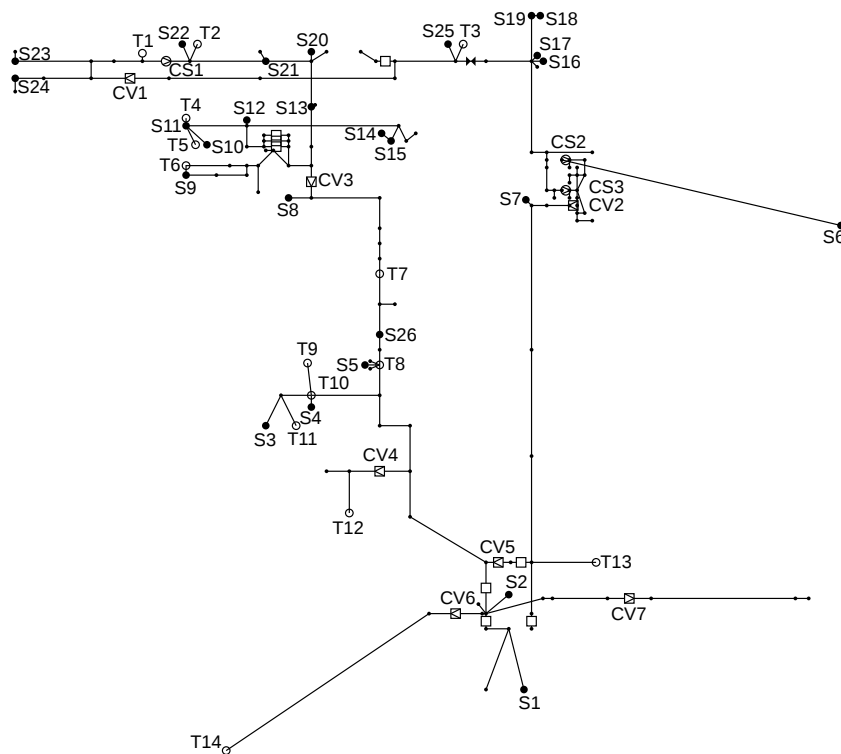 S19 S18
S22 T2 S20 S25 T3
T1
S23 S17
CS1 S21 S16
S24
CV1
T4 S12 S13
S11 S14
T5 S10 S15
CS2
T6
S9 CV3 CS3
S7 CV2
S8
S6
T7
S26
T9 S5 T8
T10
S4
S3 T11
CV4
T12
CV5 T13
S2
CV6 CV7
S1
T14